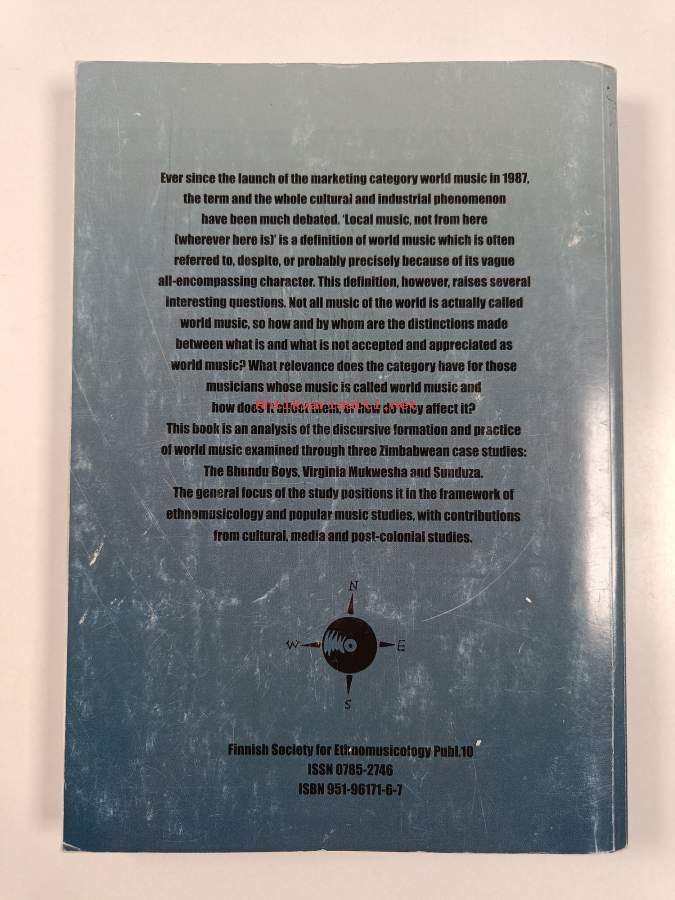 Ever since the launch of the marketing category world music in 1987,
the term and the whole cultural and industrial phenomenon
have been much debated. 'Local music, not from here
(wherever here is)' is a definition of world music which is often
referred to, despite, or probably precisely because of its vague
all-encompassing character. This definition, however, raises several
interesting questions. Not all music of the world is actually called
world music, so how and by whom are the distinctions made
between what is and what is not accepted and appreciated as
world music? What relevance does the category have for those
musicians whose music is called world music and
how does it affect them, or how do they affect it?
This book is an analysis of the discursive formation and practice
of world music examined through three Zimbabwean case studies:
The Bhundu Boys, Virginia Mukwesha and Sunduza.
The general focus of the study positions it in the framework of
ethnomusicology and popular music studies, with contributions
from cultural, media and post-colonial studies.
N
W E
S
Finnish Society for Ethnomusicology Publ.10
ISSN 0785-2746
ISBN 951-96171-6-7